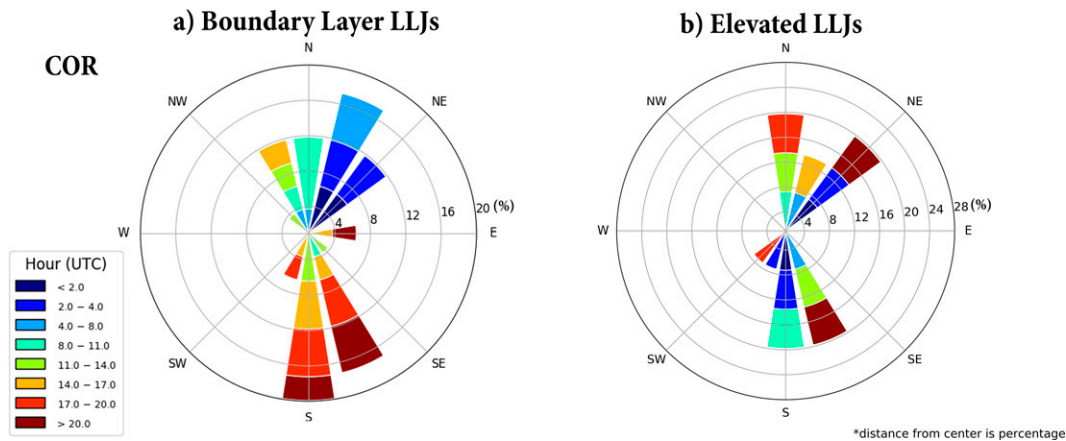 a) Boundary Layer LLJs
b) Elevated LLJs
COR
N
NE
E
SE
S
SW
W
NW
4
8
12
16
20 (%)
N
NE
E
SE
S
SW
W
NW
4
8
12
16
20
24
28 (%)
Hour (UTC)
< 2.0
2.0 − 4.0
4.0 − 8.0
8.0 − 11.0
11.0 − 14.0
14.0 − 17.0
17.0 − 20.0
> 20.0
*distance from center is percentage